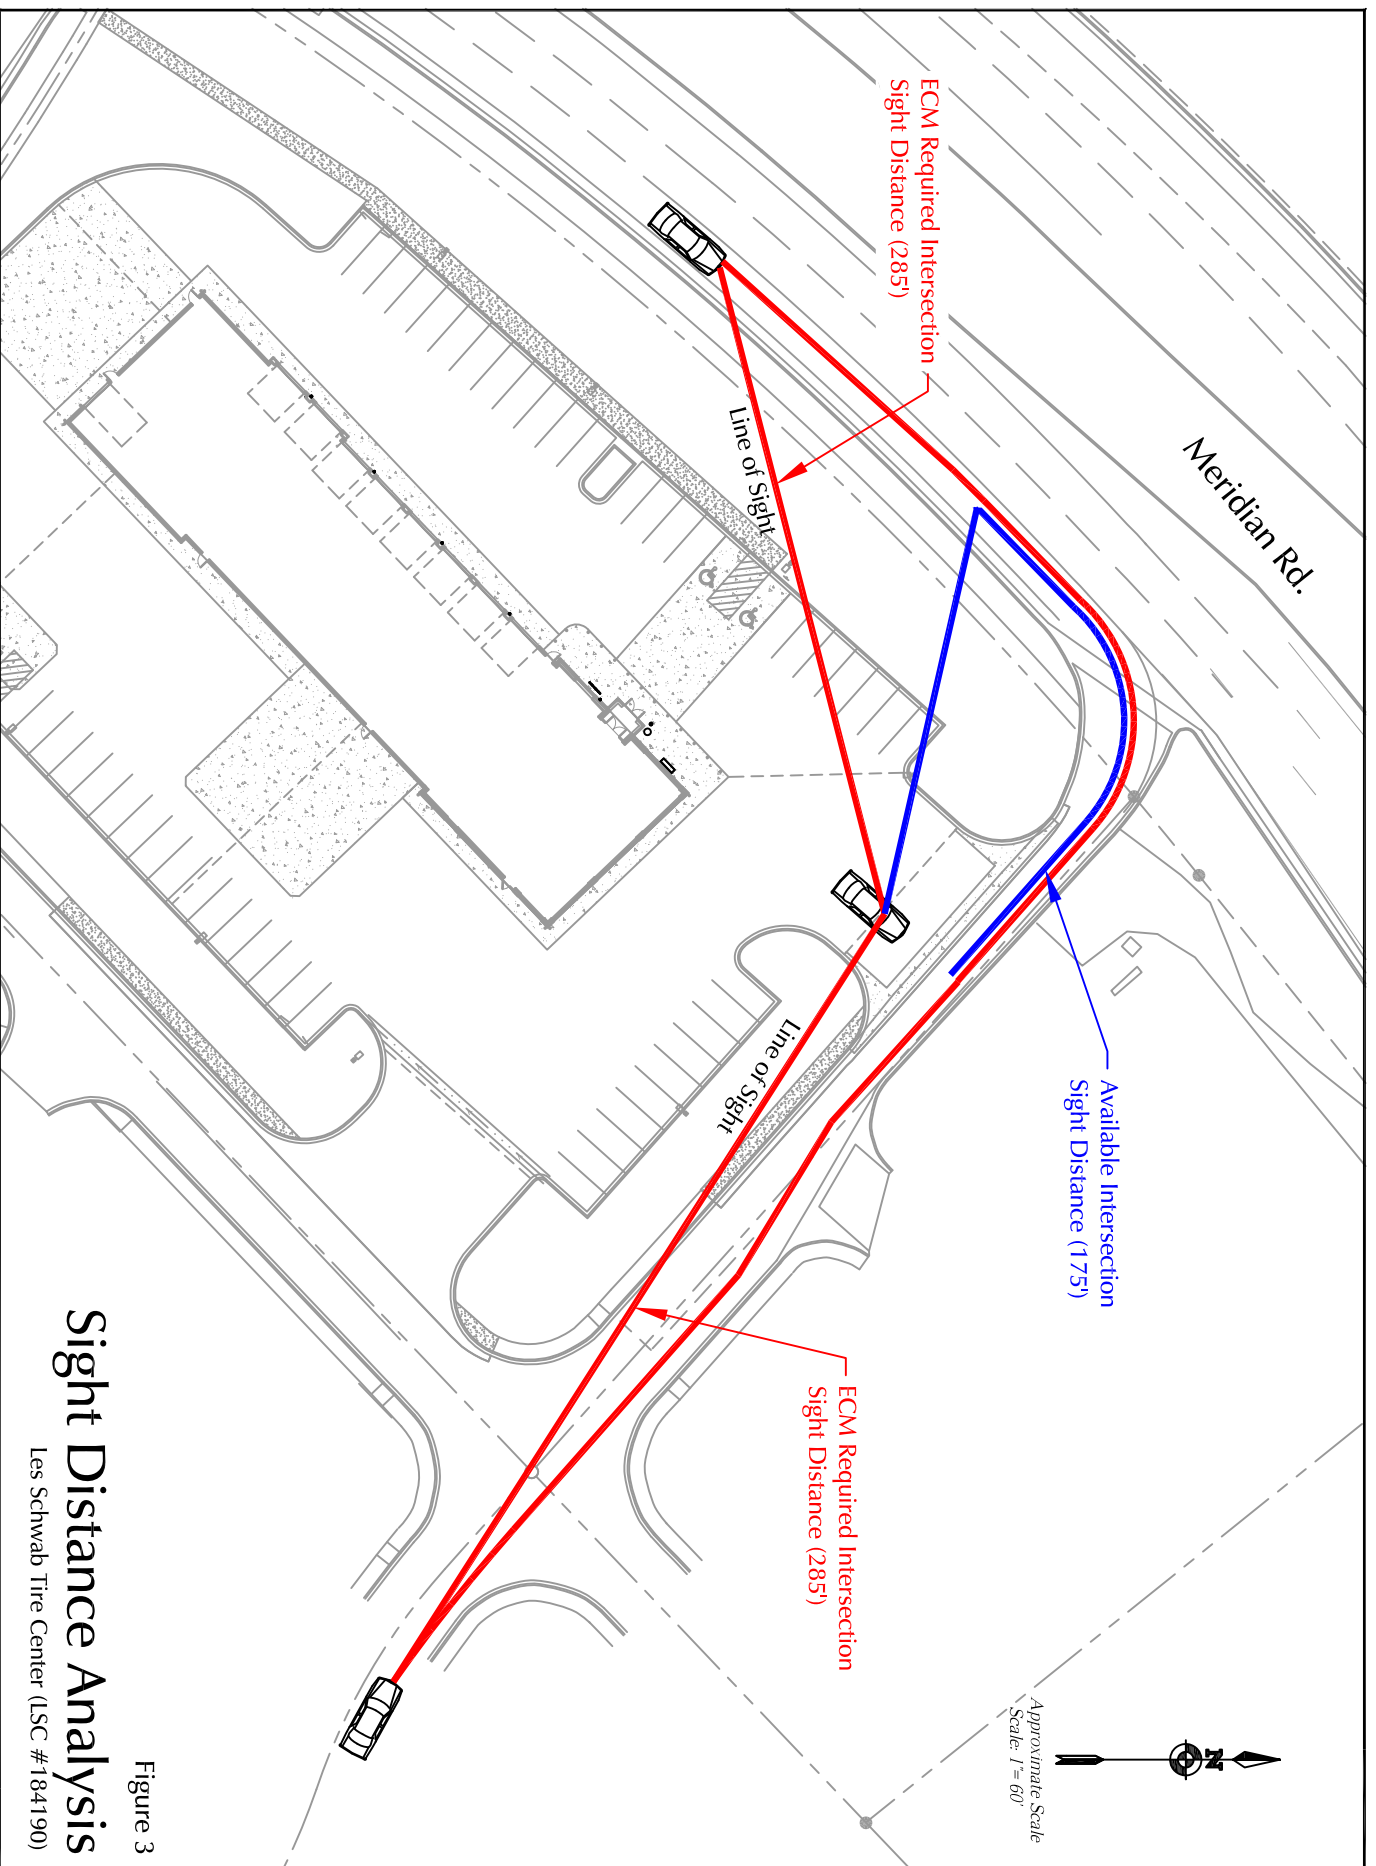 ECM Required Intersection
Sight Distance (285')
Meridian Rd.
Line of Sight
Available Intersection
Sight Distance (175')
Line of Sight
ECM Required Intersection
Sight Distance (285')
Approximate Scale
Scale: 1"= 60'
N
Figure 3
Sight Distance Analysis
Les Schwab Tire Center (LSC #184190)